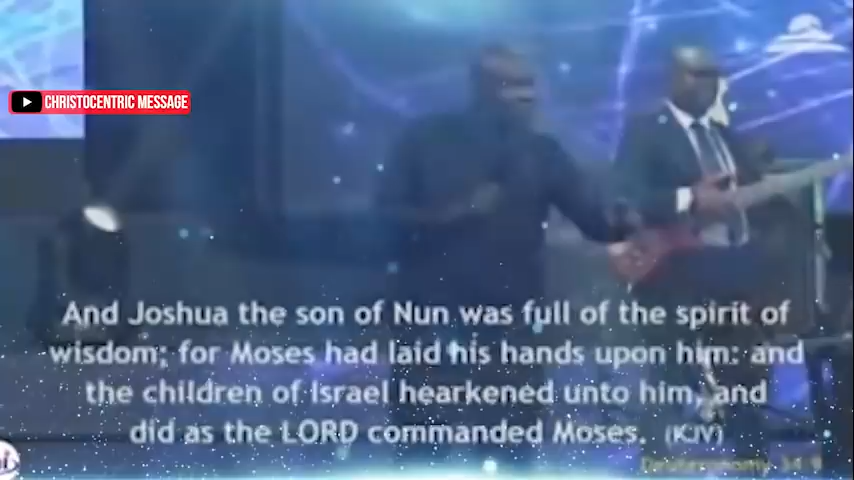 CHRISTOCENTRIC MESSAGE
And Joshua the son of Nun was full of the spirit of
wisdom; for Moses had laid his hands upon him: and
the children of Israel hearkened unto him, and
did as the LORD commanded Moses. (KJV)
Deuteronomy 34:9